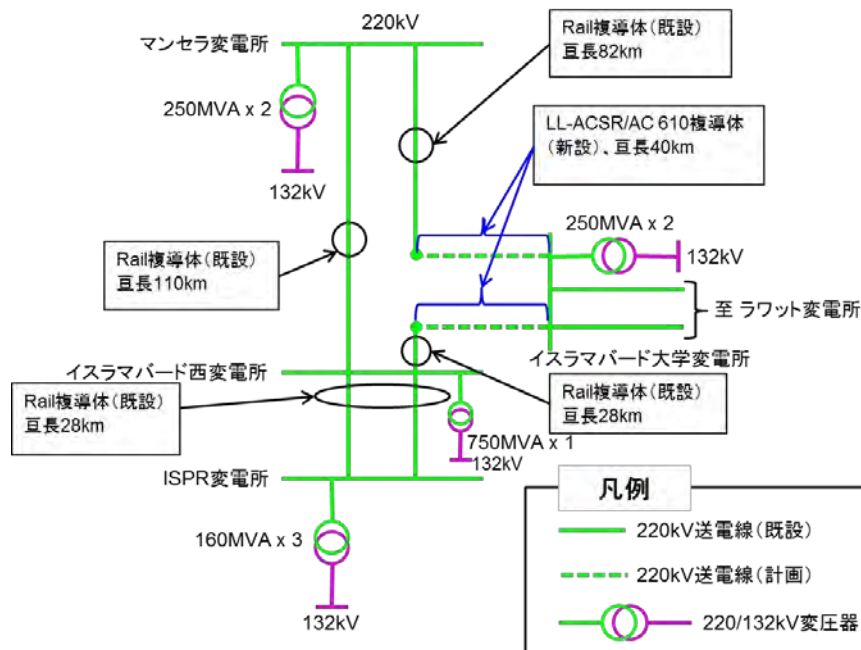 220kV
マンセラ変電所
Rail複導体（既設）
亘長82km
250MVA x 2
132kV
LL-ACSR/AC 610複導体
（新設）、亘長40km
250MVA x 2
132kV
Rail複導体（既設）
亘長110km
至 ラワット変電所
イスラマバード大学変電所
イスラマバード西変電所
Rail複導体（既設）
亘長28km
Rail複導体（既設）
亘長28km
750MVA x 1
132kV
ISPR変電所
160MVA x 3
132kV
凡例
220kV送電線（既設）
220kV送電線（計画）
220/132kV変圧器